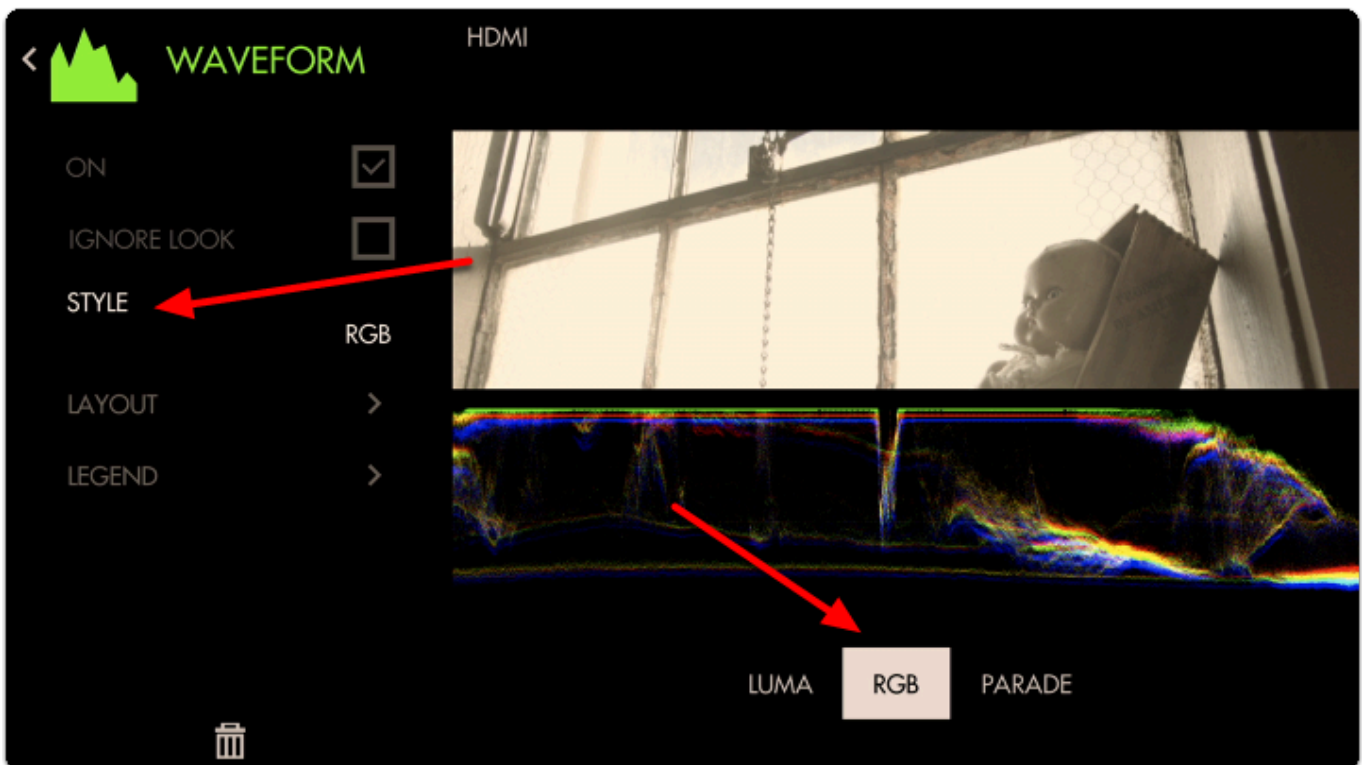 WAVEFORM
HDMI
ON
IGNORE LOOK
STYLE
RGB
LAYOUT
LEGEND
LUMA
RGB
PARADE